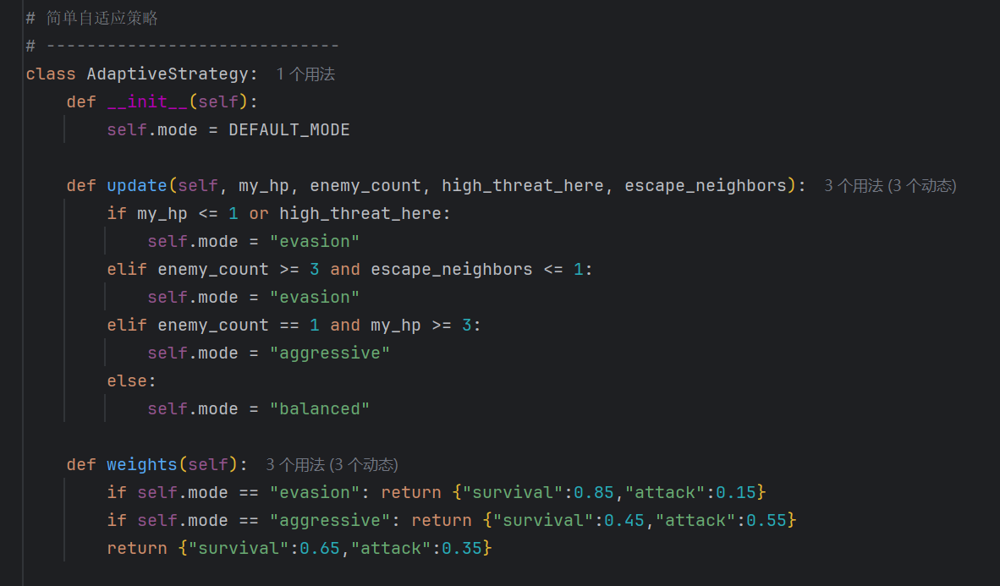 # 简单自适应策略
# -----------------------------
class AdaptiveStrategy:  1 个用法
    def __init__(self):
        self.mode = DEFAULT_MODE

    def update(self, my_hp, enemy_count, high_threat_here, escape_neighbors):  3 个用法 (3 个动态)
        if my_hp <= 1 or high_threat_here:
            self.mode = "evasion"
        elif enemy_count >= 3 and escape_neighbors <= 1:
            self.mode = "evasion"
        elif enemy_count == 1 and my_hp >= 3:
            self.mode = "aggressive"
        else:
            self.mode = "balanced"

    def weights(self):  3 个用法 (3 个动态)
        if self.mode == "evasion": return {"survival":0.85,"attack":0.15}
        if self.mode == "aggressive": return {"survival":0.45,"attack":0.55}
        return {"survival":0.65,"attack":0.35}